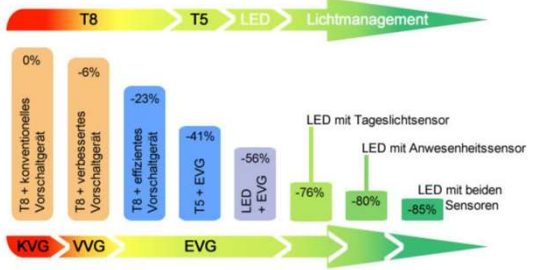 T8
T5
LED
Lichtmanagement
0%
T8 + konventionelles
Vorschaltgerät
-6%
T8 + verbessertes
Vorschaltgerät
-23%
T8 + effizientes
Vorschaltgerät
-41%
T5 + EVG
-56%
LED
+ EVG
LED mit Tageslichtsensor
-76%
LED mit Anwesenheitssensor
-80%
LED mit beiden
Sensoren
-85%
KVG
VVG
EVG